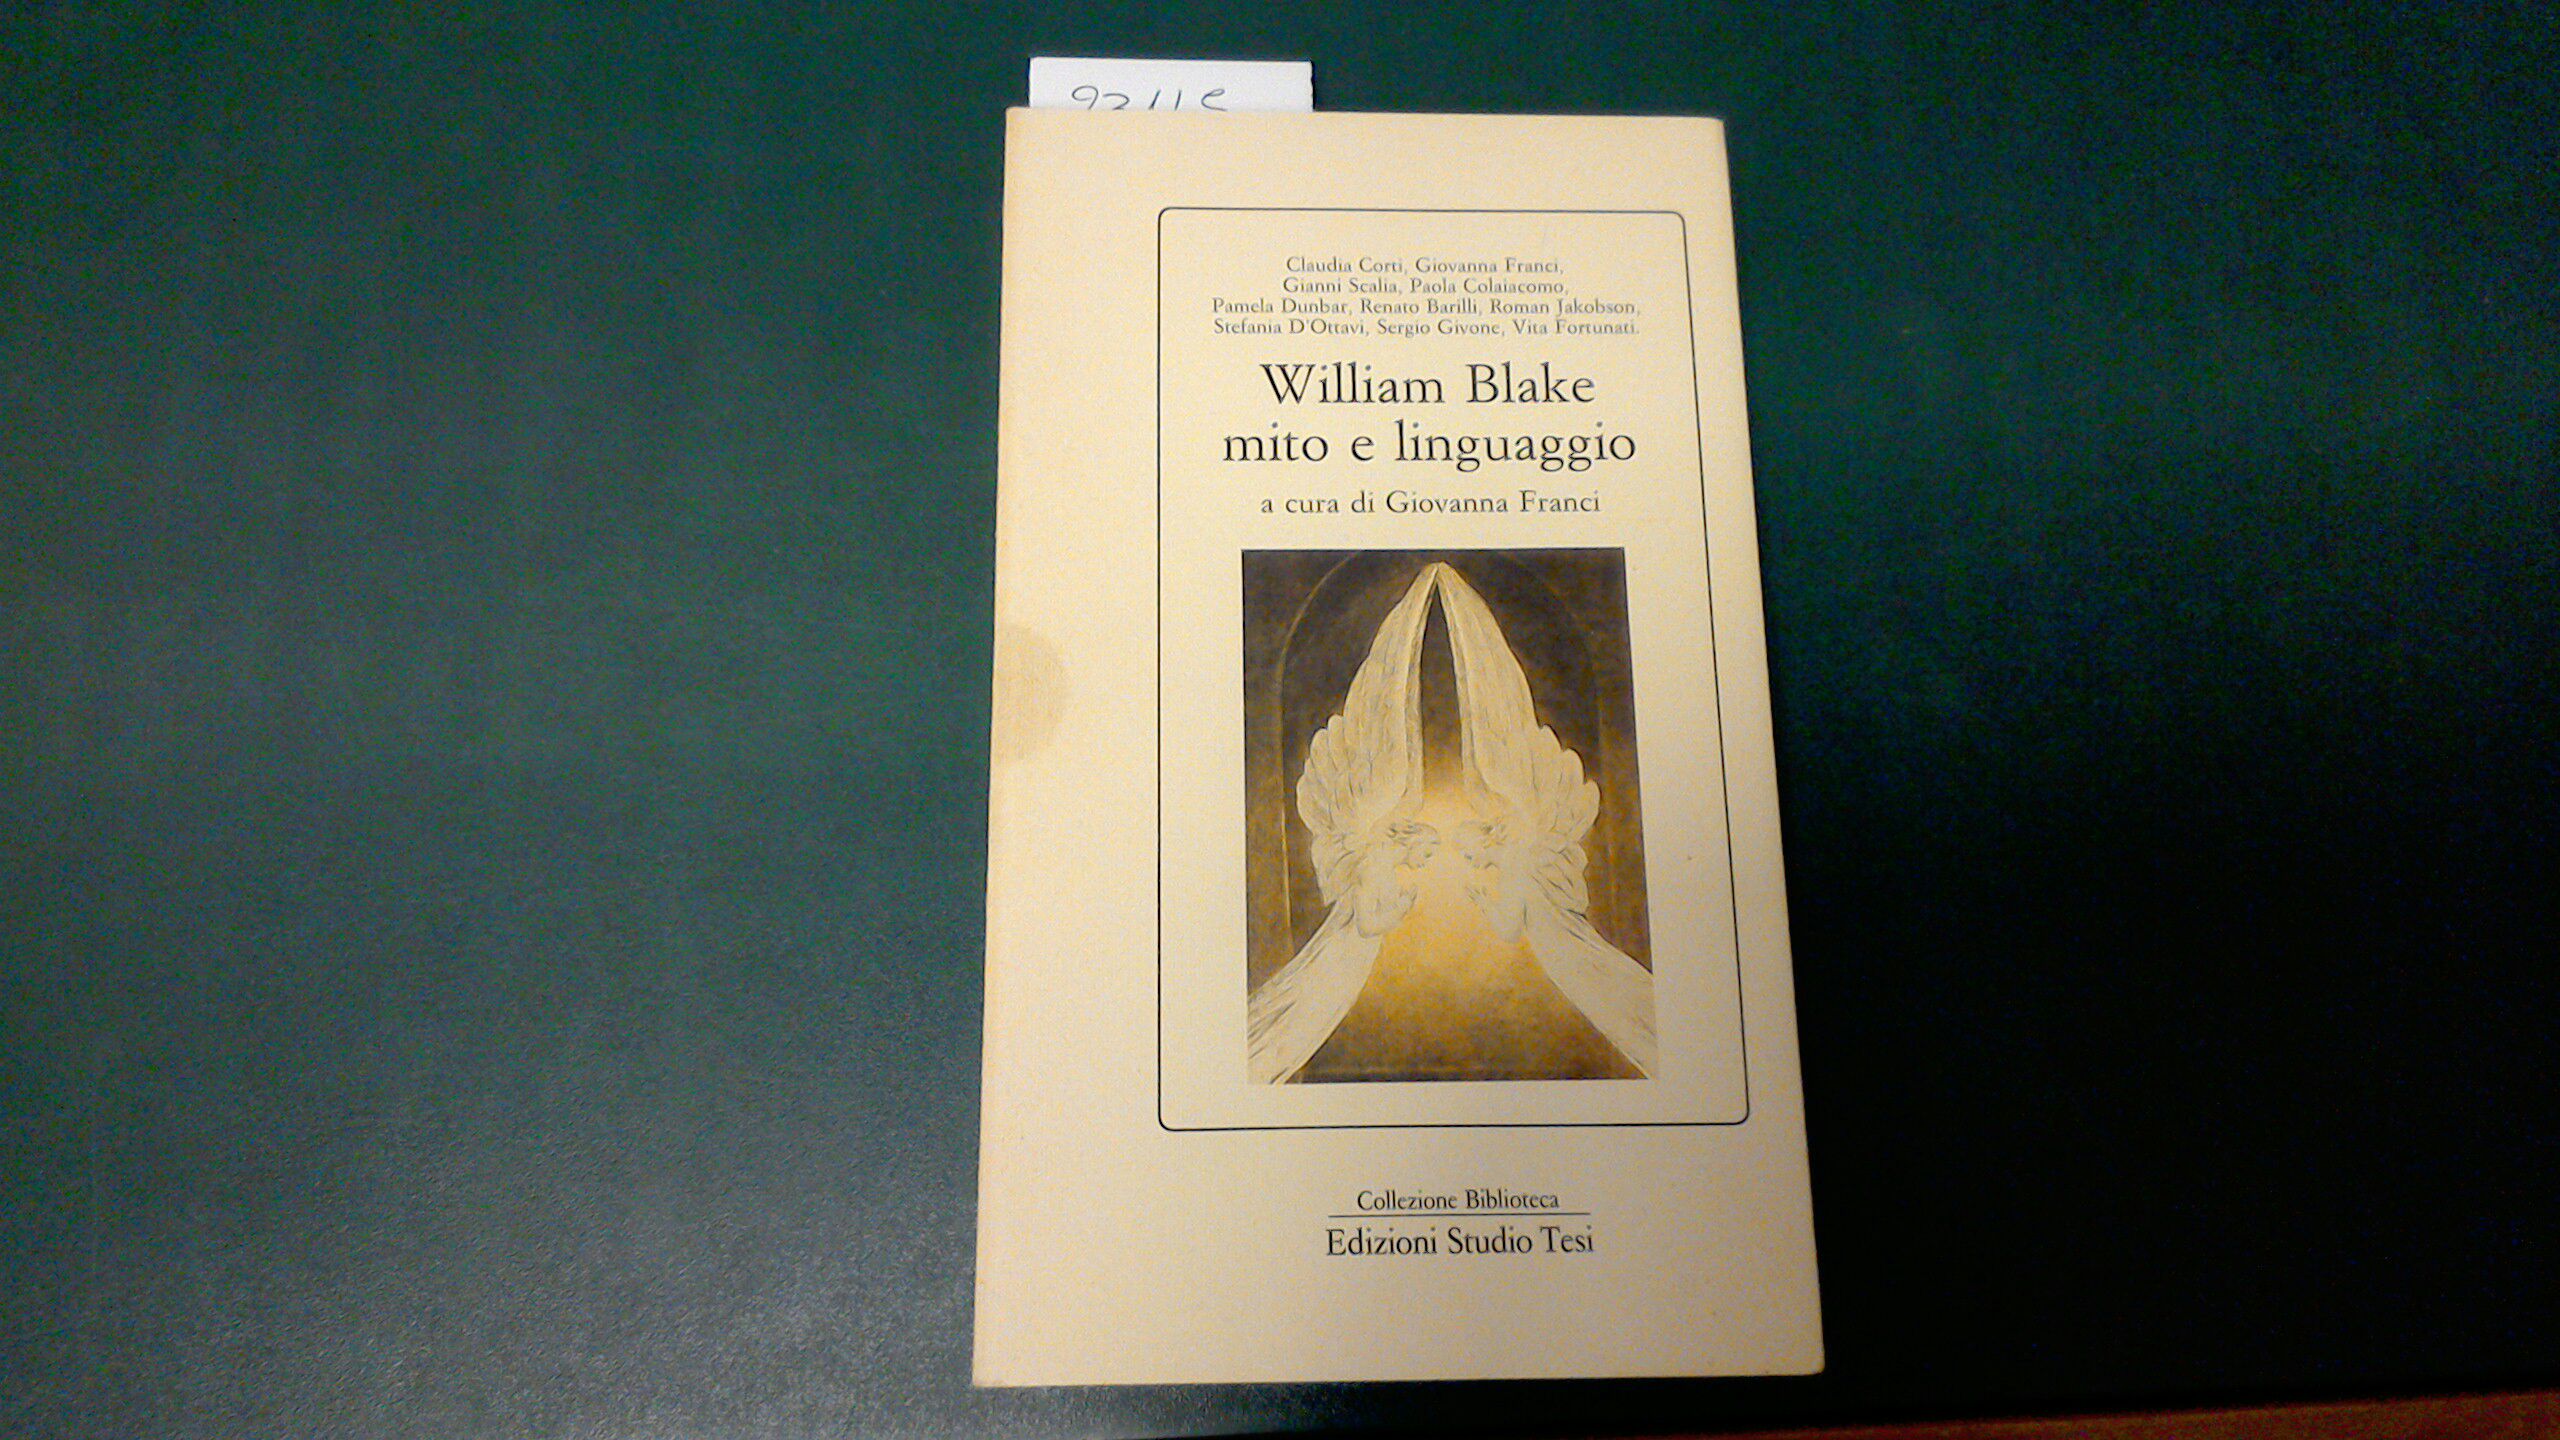 Claudia Corti, Giovanna Franci,
Gianni Scalia, Paola Colaiacomo,
Pamela Dunbar, Renato Barilli, Roman Jakobson,
Stefania D'Ottavi, Sergio Givone, Vita Fortunati.
William Blake
mito e linguaggio
a cura di Giovanna Franci
Collezione Biblioteca
Edizioni Studio Tesi